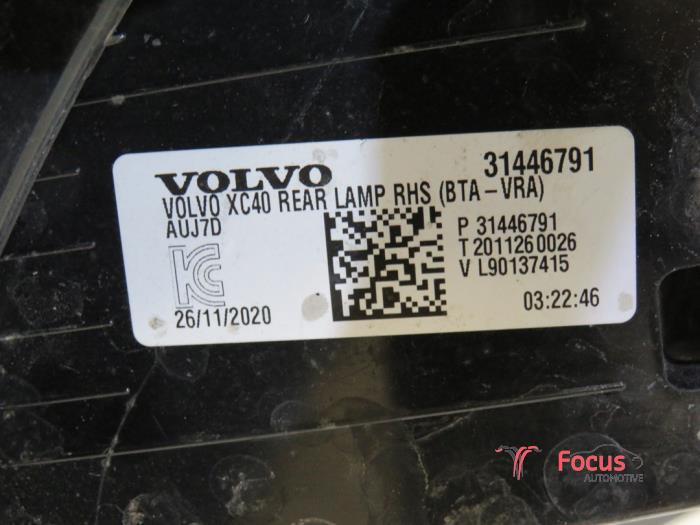 VOLVO 31446791
VOLVO XC40 REAR LAMP RHS (BTA-VRA)
AUJ7D
P 31446791
T 2011260026
V L90137415
26/11/2020
03:22:46
Focus
AUTOMOTIVE